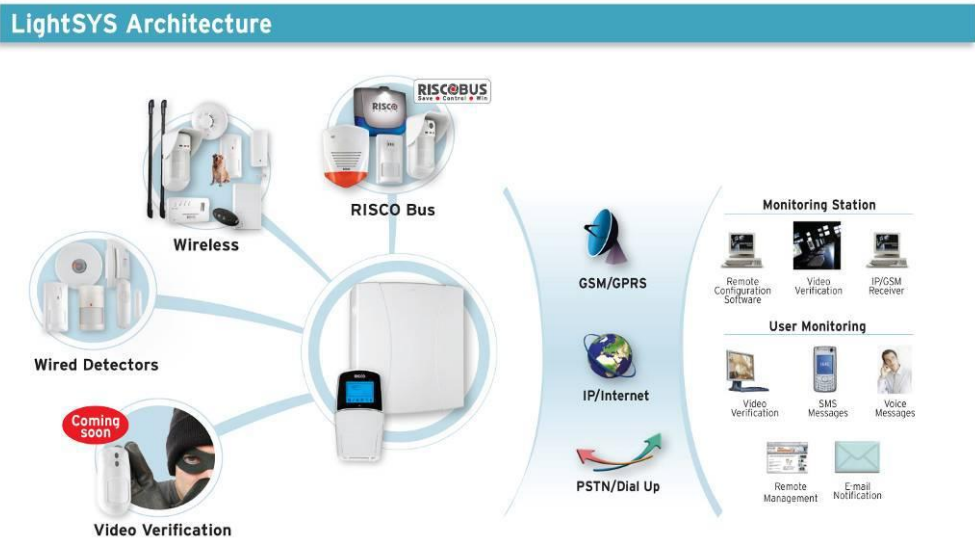 LightSYS Architecture
RISCOBUS
Save Control Win
RISCO
RISCO Bus
Wireless
Wired Detectors
Coming
soon
Video Verification
GSM/GPRS
IP/Internet
PSTN/Dial Up
Monitoring Station
Remote
Configuration
Software
Video
Verification
IP/GSM
Receiver
User Monitoring
Video
Verification
SMS
Messages
Voice
Messages
Remote
Management
E-mail
Notification